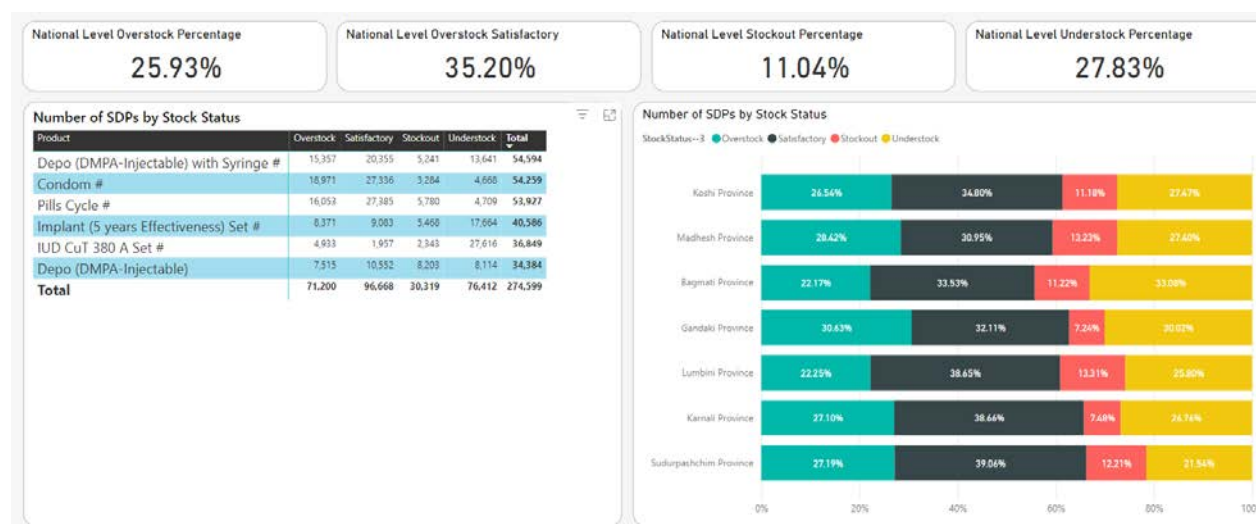 National Level Overstock Percentage
25.93%
National Level Overstock Satisfactory
35.20%
National Level Stockout Percentage
11.04%
National Level Understock Percentage
27.83%
Number of SDPs by Stock Status
Product Overstock Satisfactory Stockout Understock Total
Depo (DMPA-Injectable) with Syringe # 15,357 20,355 5,241 13,641 54,594
Condom # 18,971 27,336 3,284 4,668 54,259
Pills Cycle # 16,053 27,385 5,780 4,709 53,927
Implant (5 years Effectiveness) Set # 8,371 9,083 5,468 17,664 40,586
IUD CuT 380 A Set # 4,933 1,957 2,343 27,616 36,849
Depo (DMPA-Injectable) 7,515 10,552 8,203 8,114 34,384
Total 71,200 96,668 30,319 76,412 274,599
Number of SDPs by Stock Status
StockStatus--3 Overstock Satisfactory Stockout Understock
Koshi Province 26.54% 34.80% 11.18% 27.47%
Madhesh Province 28.42% 30.95% 13.23% 27.40%
Bagmati Province 22.17% 33.53% 11.22% 33.08%
Gandaki Province 30.63% 32.11% 7.24% 30.02%
Lumbini Province 22.25% 38.65% 13.31% 25.80%
Karnali Province 27.10% 38.66% 7.48% 26.76%
Sudurpashchim Province 27.19% 39.06% 12.21% 21.54%
0% 20% 40% 60% 80% 100